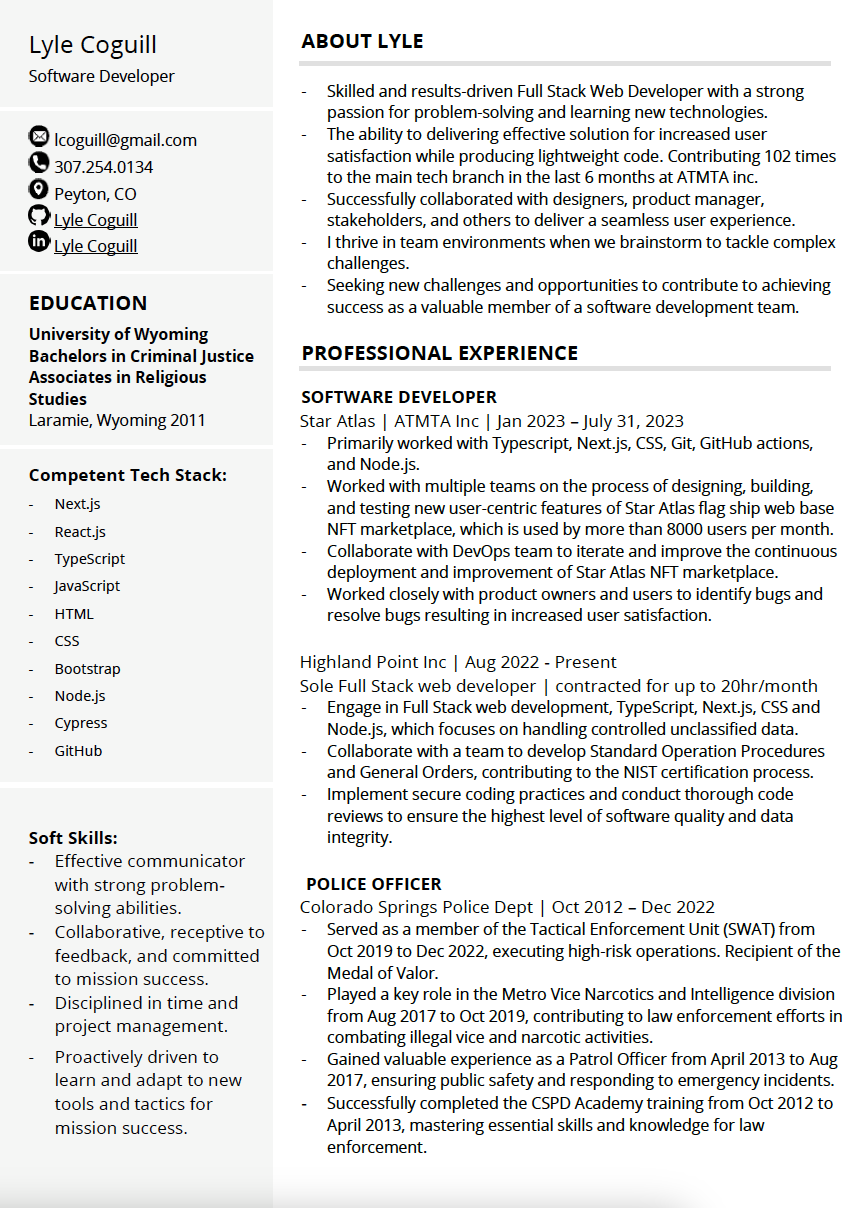 Lyle Coguill
Software Developer
lcoguill@gmail.com
307.254.0134
Peyton, CO
Lyle Coguill
Lyle Coguill
EDUCATION
University of Wyoming
Bachelors in Criminal Justice
Associates in Religious
Studies
Laramie, Wyoming 2011
Competent Tech Stack:
- Next.js
- React.js
- TypeScript
- JavaScript
- HTML
- CSS
- Bootstrap
- Node.js
- Cypress
- GitHub
Soft Skills:
- Effective communicator
with strong problem-
solving abilities.
- Collaborative, receptive to
feedback, and committed
to mission success.
- Disciplined in time and
project management.
- Proactively driven to
learn and adapt to new
tools and tactics for
mission success.
ABOUT LYLE
- Skilled and results-driven Full Stack Web Developer with a strong
passion for problem-solving and learning new technologies.
- The ability to delivering effective solution for increased user
satisfaction while producing lightweight code. Contributing 102 times
to the main tech branch in the last 6 months at ATMTA inc.
- Successfully collaborated with designers, product manager,
stakeholders, and others to deliver a seamless user experience.
- I thrive in team environments when we brainstorm to tackle complex
challenges.
- Seeking new challenges and opportunities to contribute to achieving
success as a valuable member of a software development team.
PROFESSIONAL EXPERIENCE
SOFTWARE DEVELOPER
Star Atlas | ATMTA Inc | Jan 2023 – July 31, 2023
- Primarily worked with Typescript, Next.js, CSS, Git, GitHub actions,
and Node.js.
- Worked with multiple teams on the process of designing, building,
and testing new user-centric features of Star Atlas flag ship web base
NFT marketplace, which is used by more than 8000 users per month.
- Collaborate with DevOps team to iterate and improve the continuous
deployment and improvement of Star Atlas NFT marketplace.
- Worked closely with product owners and users to identify bugs and
resolve bugs resulting in increased user satisfaction.
Highland Point Inc | Aug 2022 - Present
Sole Full Stack web developer | contracted for up to 20hr/month
- Engage in Full Stack web development, TypeScript, Next.js, CSS and
Node.js, which focuses on handling controlled unclassified data.
- Collaborate with a team to develop Standard Operation Procedures
and General Orders, contributing to the NIST certification process.
- Implement secure coding practices and conduct thorough code
reviews to ensure the highest level of software quality and data
integrity.
POLICE OFFICER
Colorado Springs Police Dept | Oct 2012 – Dec 2022
- Served as a member of the Tactical Enforcement Unit (SWAT) from
Oct 2019 to Dec 2022, executing high-risk operations. Recipient of the
Medal of Valor.
- Played a key role in the Metro Vice Narcotics and Intelligence division
from Aug 2017 to Oct 2019, contributing to law enforcement efforts in
combating illegal vice and narcotic activities.
- Gained valuable experience as a Patrol Officer from April 2013 to Aug
2017, ensuring public safety and responding to emergency incidents.
- Successfully completed the CSPD Academy training from Oct 2012 to
April 2013, mastering essential skills and knowledge for law
enforcement.